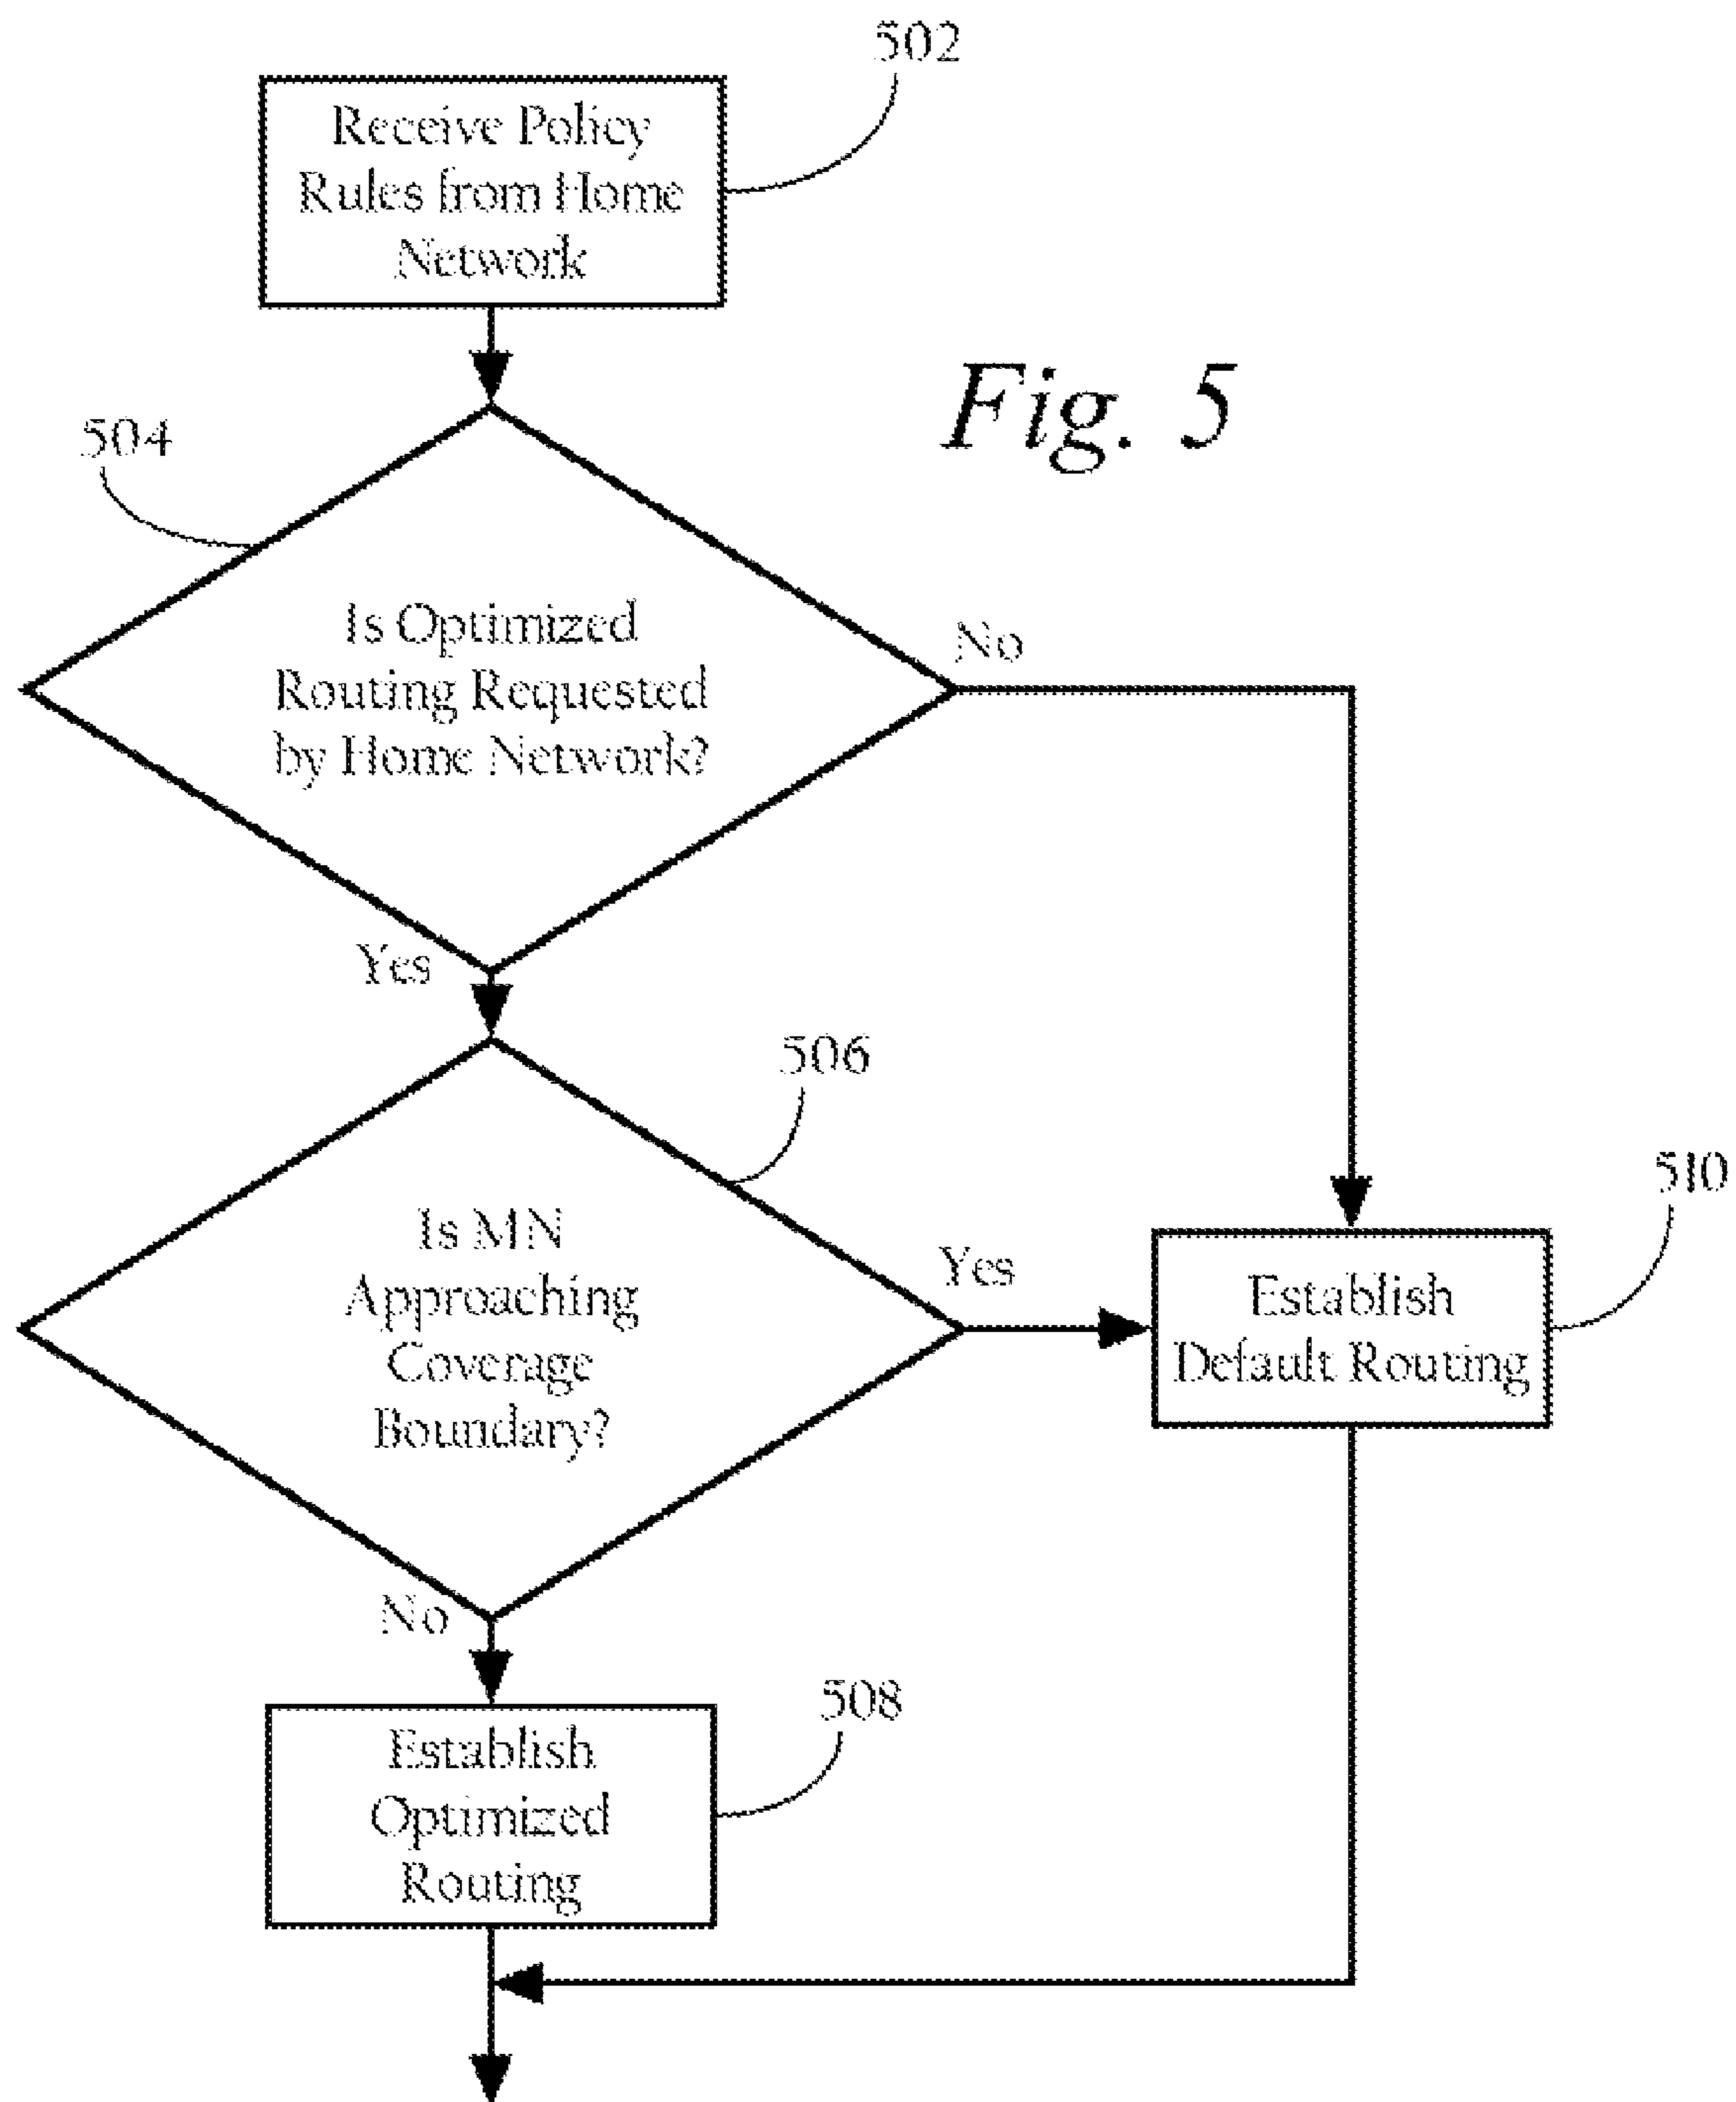 502
Receive Policy
Rules from Home
Network
Fig. 5
504
Is Optimized
Routing Requested
by Home Network?
No
Yes
506
Is MN
Approaching
Coverage
Boundary?
Yes
510
Establish
Default Routing
No
508
Establish
Optimized
Routing